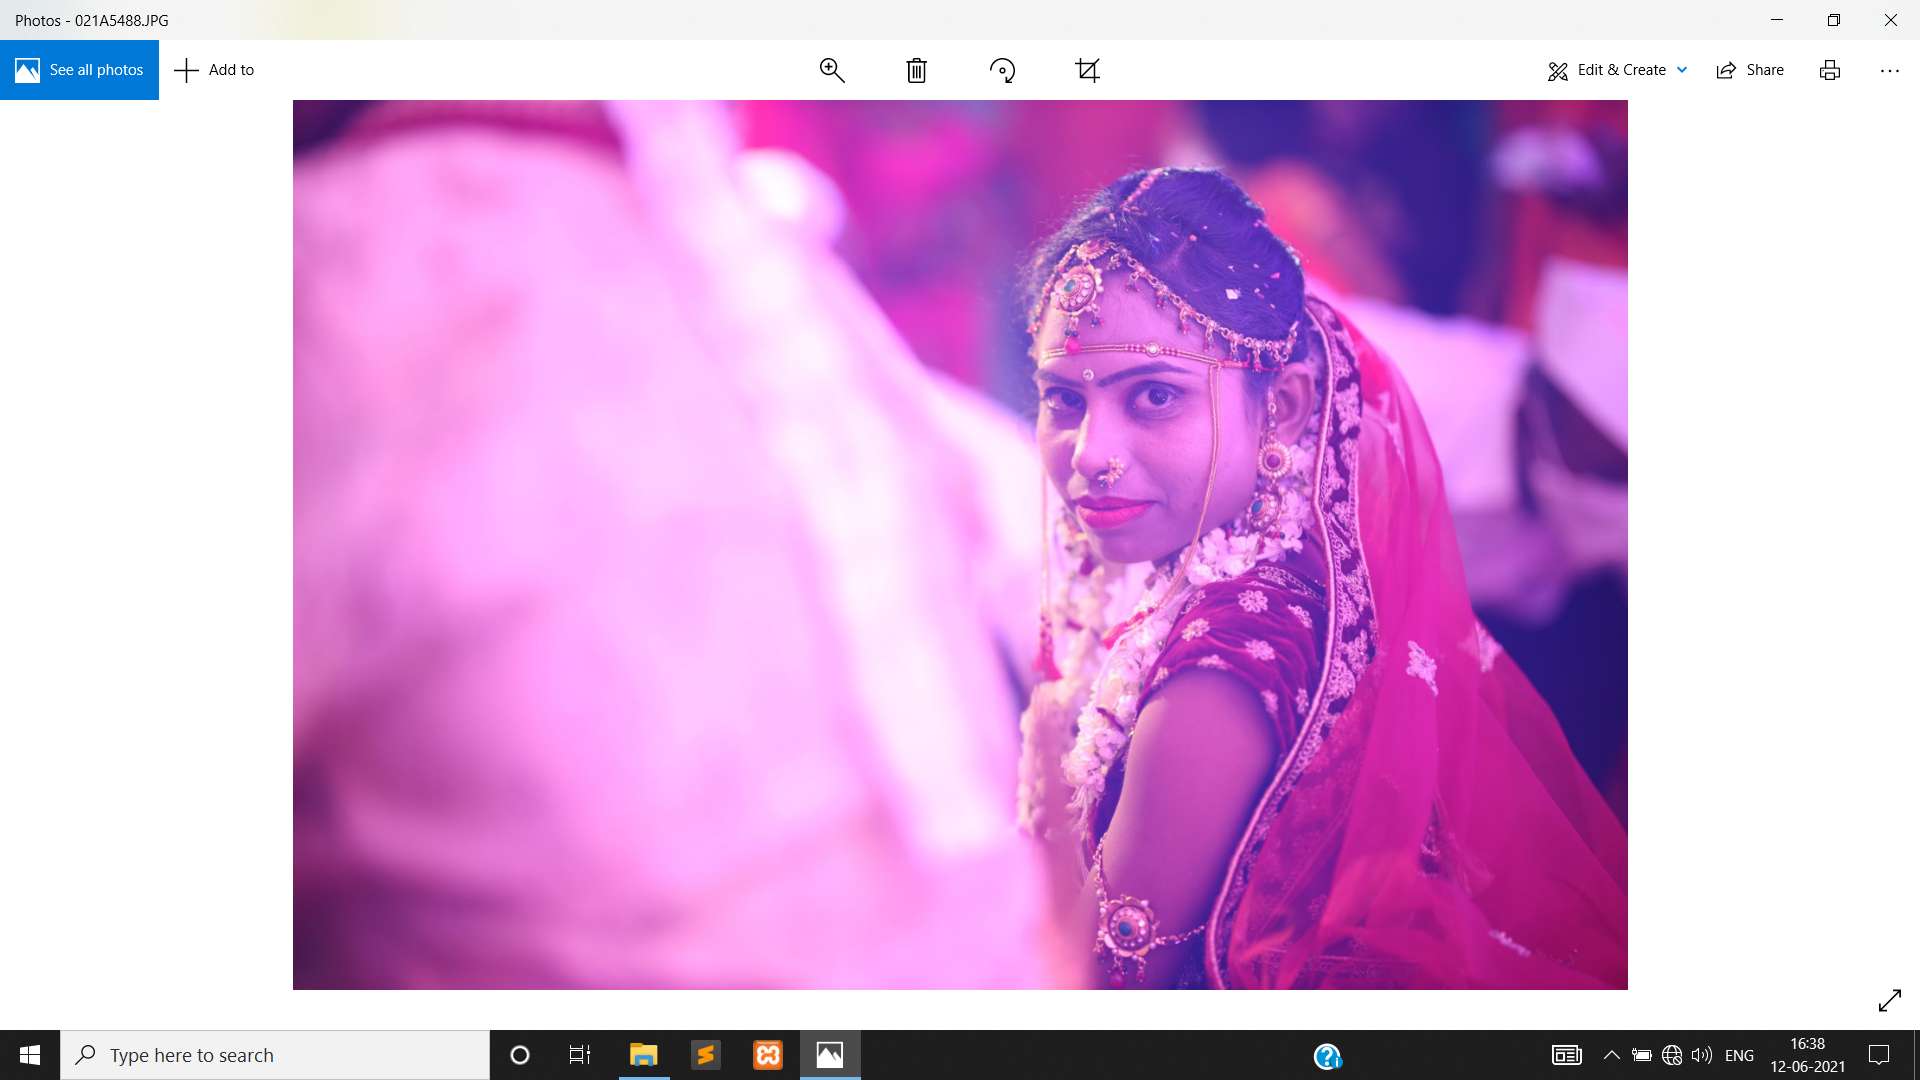 Photos - 021A5488.JPG
See all photos
Add to
Edit & Create
Share
Type here to search
ENG
16:38
12-06-2021